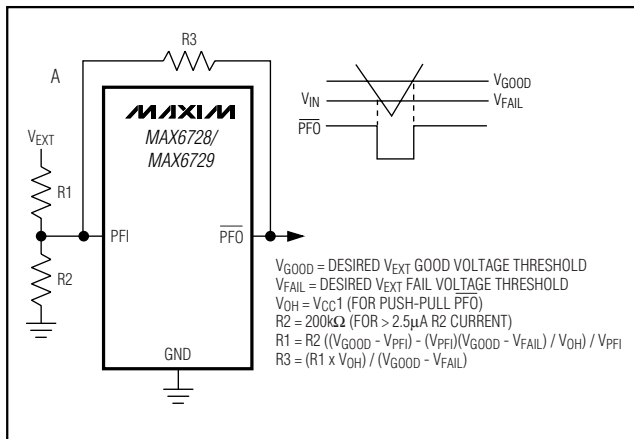 R3
A
MAXIM
MAX6728/
MAX6729
VEXT
R1
PFI
PFO
R2
GND
VGOOD
VIN
VFAIL
PFO
VGOOD = DESIRED VEXT GOOD VOLTAGE THRESHOLD
VFAIL = DESIRED VEXT FAIL VOLTAGE THRESHOLD
VOH = VCC1 (FOR PUSH-PULL PFO)
R2 = 200kΩ (FOR > 2.5µA R2 CURRENT)
R1 = R2 ((VGOOD - VPFI) - (VPFI)(VGOOD - VFAIL) / VOH) / VPFI
R3 = (R1 x VOH) / (VGOOD - VFAIL)